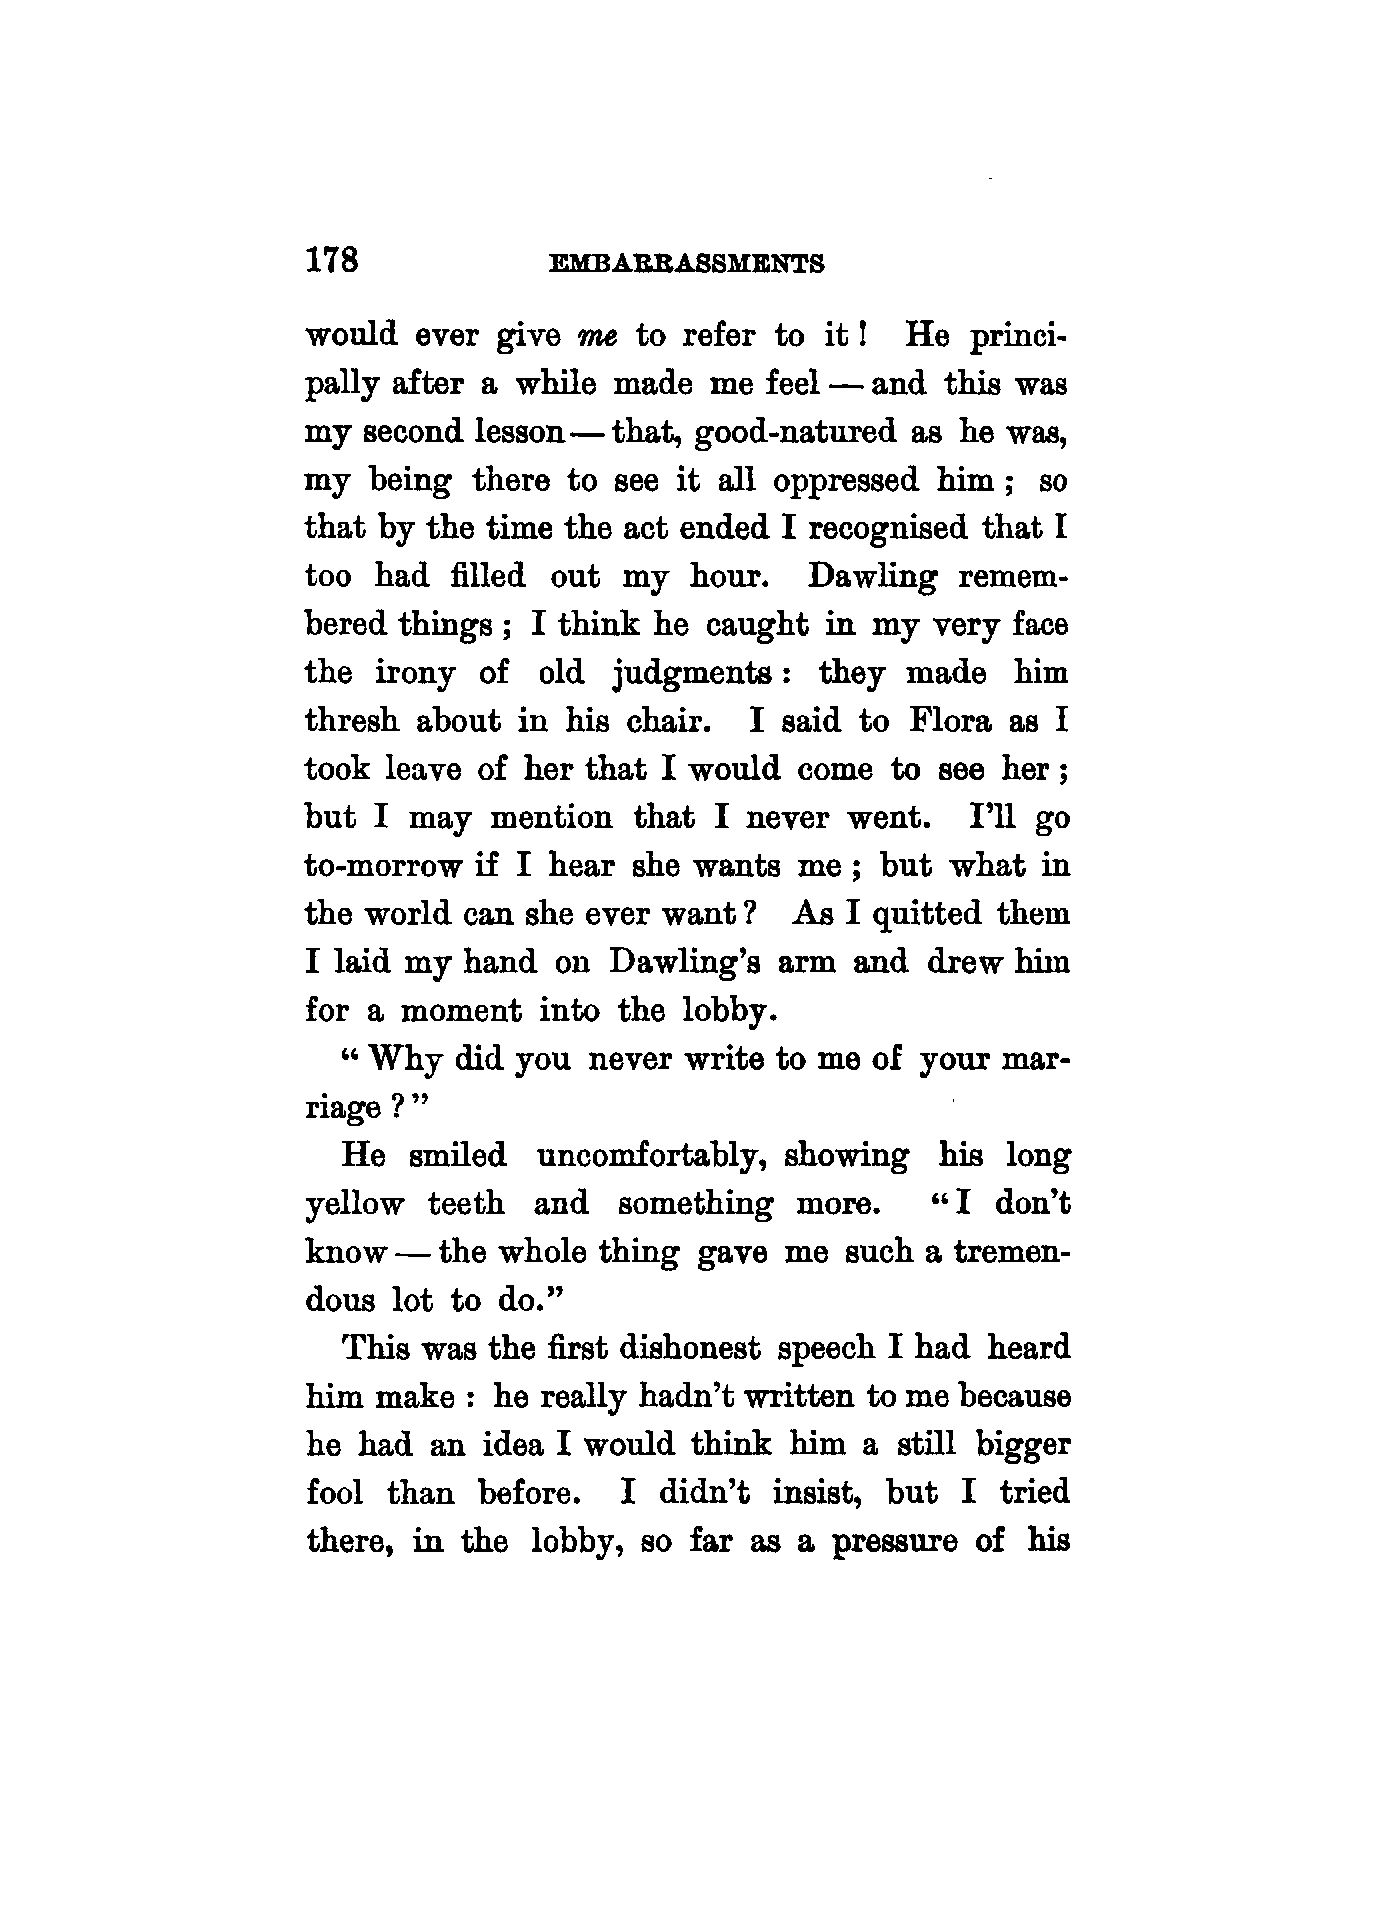 178 EMBARRASSMENTS
would ever give me to refer to it! He princi-
pally after a while made me feel — and this was
my second lesson — that, good-natured as he was,
my being there to see it all oppressed him; so
that by the time the act ended I recognised that I
too had filled out my hour. Dawling remem-
bered things; I think he caught in my very face
the irony of old judgments: they made him
thresh about in his chair. I said to Flora as I
took leave of her that I would come to see her;
but I may mention that I never went. I'll go
to-morrow if I hear she wants me; but what in
the world can she ever want? As I quitted them
I laid my hand on Dawling's arm and drew him
for a moment into the lobby.
"Why did you never write to me of your mar-
riage?"
He smiled uncomfortably, showing his long
yellow teeth and something more. "I don't
know — the whole thing gave me such a tremen-
dous lot to do."
This was the first dishonest speech I had heard
him make: he really hadn't written to me because
he had an idea I would think him a still bigger
fool than before. I didn't insist, but I tried
there, in the lobby, so far as a pressure of his